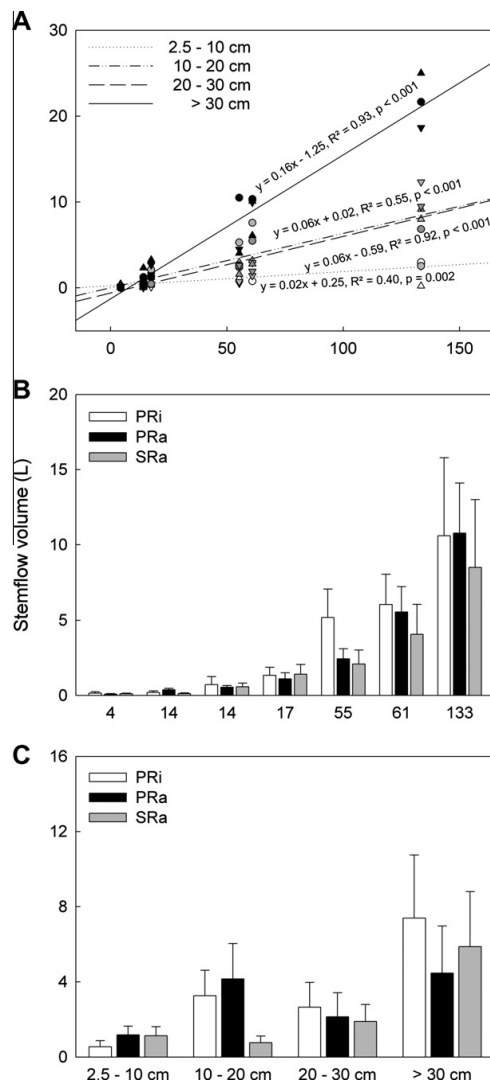 A
30
2.5 - 10 cm
10 - 20 cm
20 - 30 cm
> 30 cm
20
10
0
y = 0.16x - 1.25, R² = 0.93, p < 0.001
y = 0.06x + 0.02, R² = 0.55, p < 0.001
y = 0.06x - 0.59, R² = 0.92, p < 0.001
y = 0.02x + 0.25, R² = 0.40, p = 0.002
0 50 100 150
Stemflow volume (L)
B
20
PRi
PRa
SRa
15
10
5
0
4 14 14 17 55 61 133
C
16
PRi
PRa
SRa
12
8
4
0
2.5 - 10 cm 10 - 20 cm 20 - 30 cm > 30 cm